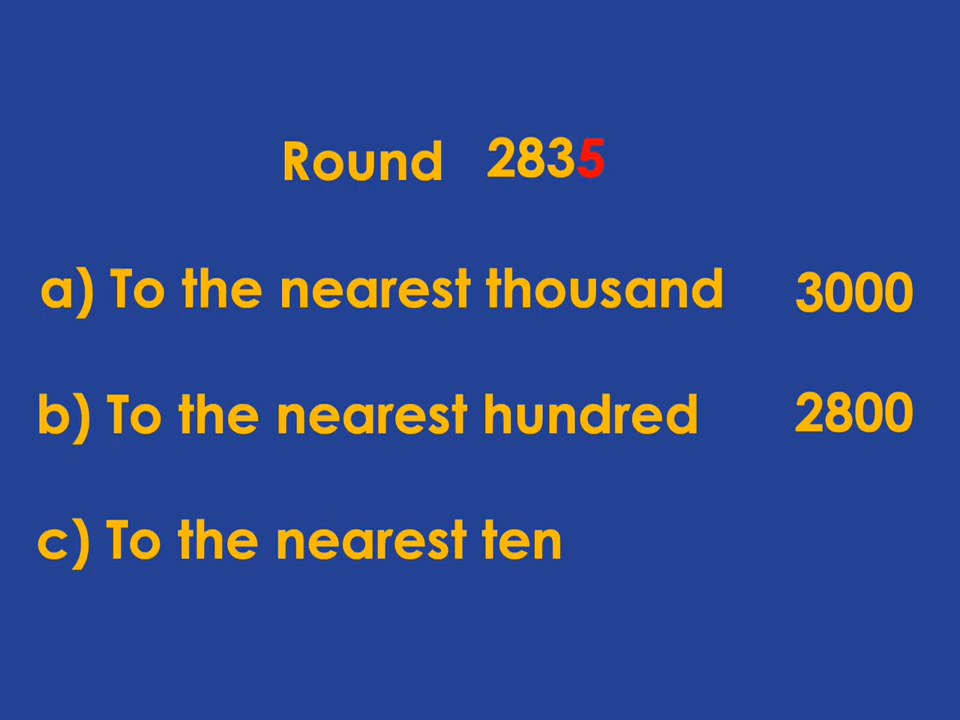 Round 2835
a) To the nearest thousand 3000
b) To the nearest hundred 2800
c) To the nearest ten